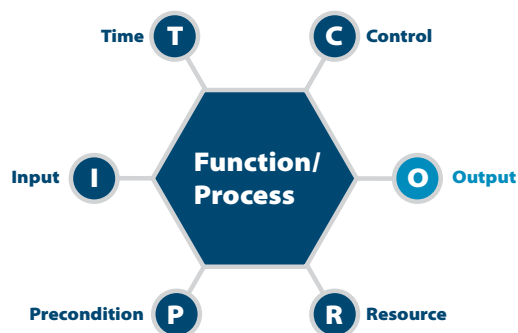 Time T
C Control
Input I
Function/
Process
O Output
Precondition P
R Resource